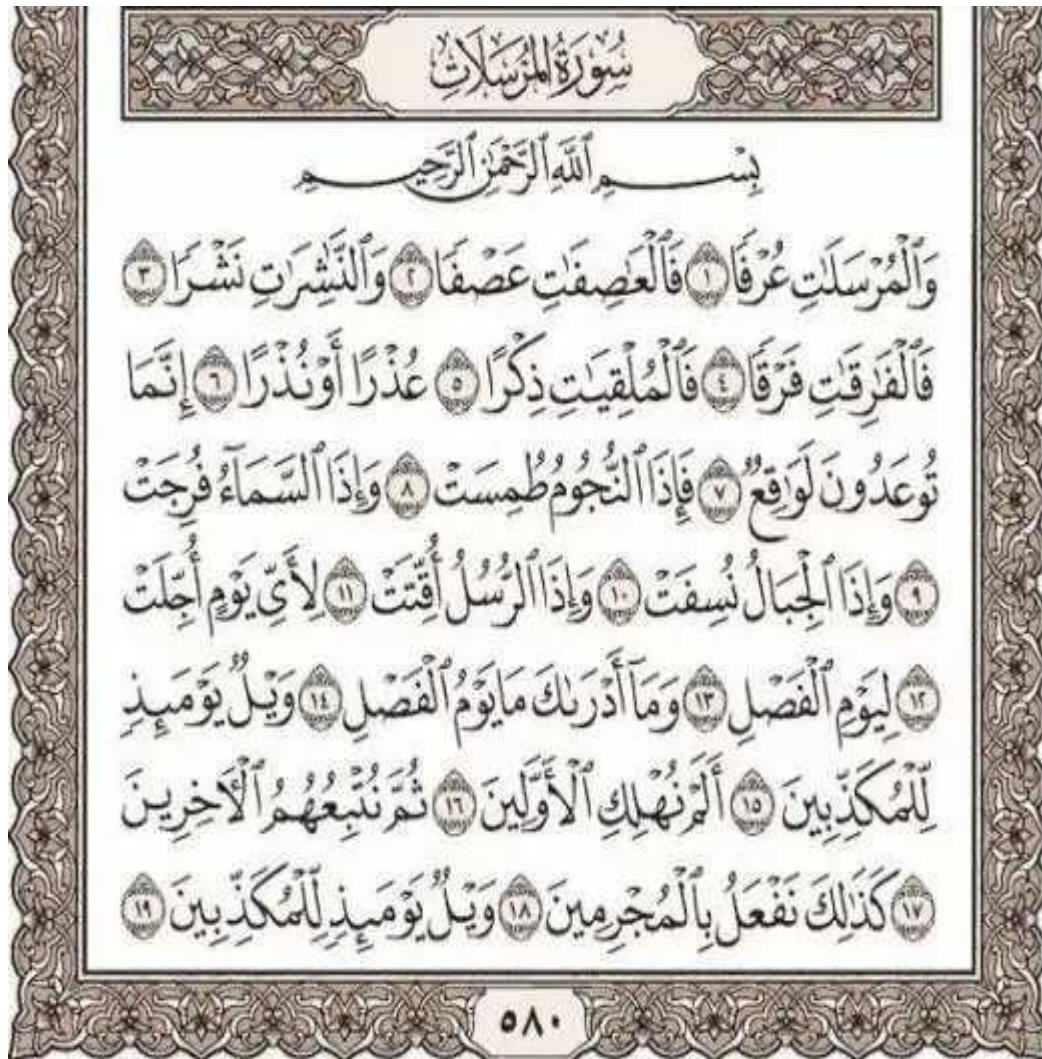 سُورَةُ المُرْسَلَاتِ
بِسْمِ ٱللَّهِ ٱلرَّحْمَٰنِ ٱلرَّحِيمِ
وَٱلْمُرْسَلَٰتِ عُرْفًا ١ فَٱلْعَٰصِفَٰتِ عَصْفًا ٢ وَٱلنَّٰشِرَٰتِ نَشْرًا ٣
فَٱلْفَٰرِقَٰتِ فَرْقًا ٤ فَٱلْمُلْقِيَٰتِ ذِكْرًا ٥ عُذْرًا أَوْ نُذْرًا ٦ إِنَّمَا
تُوعَدُونَ لَوَٰقِعٌ ٧ فَإِذَا ٱلنُّجُومُ طُمِسَتْ ٨ وَإِذَا ٱلسَّمَآءُ فُرِجَتْ
٩ وَإِذَا ٱلْجِبَالُ نُسِفَتْ ١٠ وَإِذَا ٱلرُّسُلُ أُقِّتَتْ ١١ لِأَيِّ يَوْمٍ أُجِّلَتْ
١٢ لِيَوْمِ ٱلْفَصْلِ ١٣ وَمَآ أَدْرَىٰكَ مَا يَوْمُ ٱلْفَصْلِ ١٤ وَيْلٌ يَوْمَئِذٍ
لِّلْمُكَذِّبِينَ ١٥ أَلَمْ نُهْلِكِ ٱلْأَوَّلِينَ ١٦ ثُمَّ نُتْبِعُهُمُ ٱلْأَخِرِينَ
١٧ كَذَٰلِكَ نَفْعَلُ بِٱلْمُجْرِمِينَ ١٨ وَيْلٌ يَوْمَئِذٍ لِّلْمُكَذِّبِينَ ١٩
٥٨٠